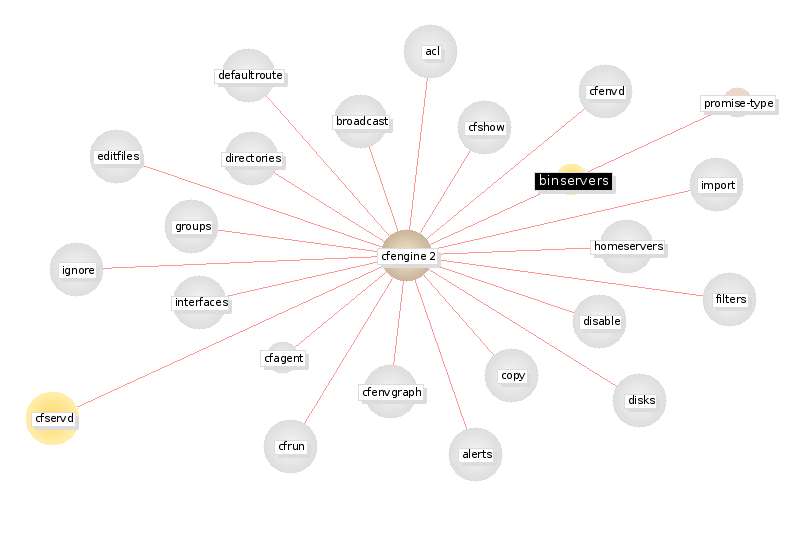 acl
defaultroute
cfenvd
promise-type
broadcast
cfshow
editfiles
directories
binservers
import
groups
homeservers
cfengine 2
ignore
interfaces
filters
disable
cfagent
copy
cfenvgraph
disks
cfservd
cfrun
alerts